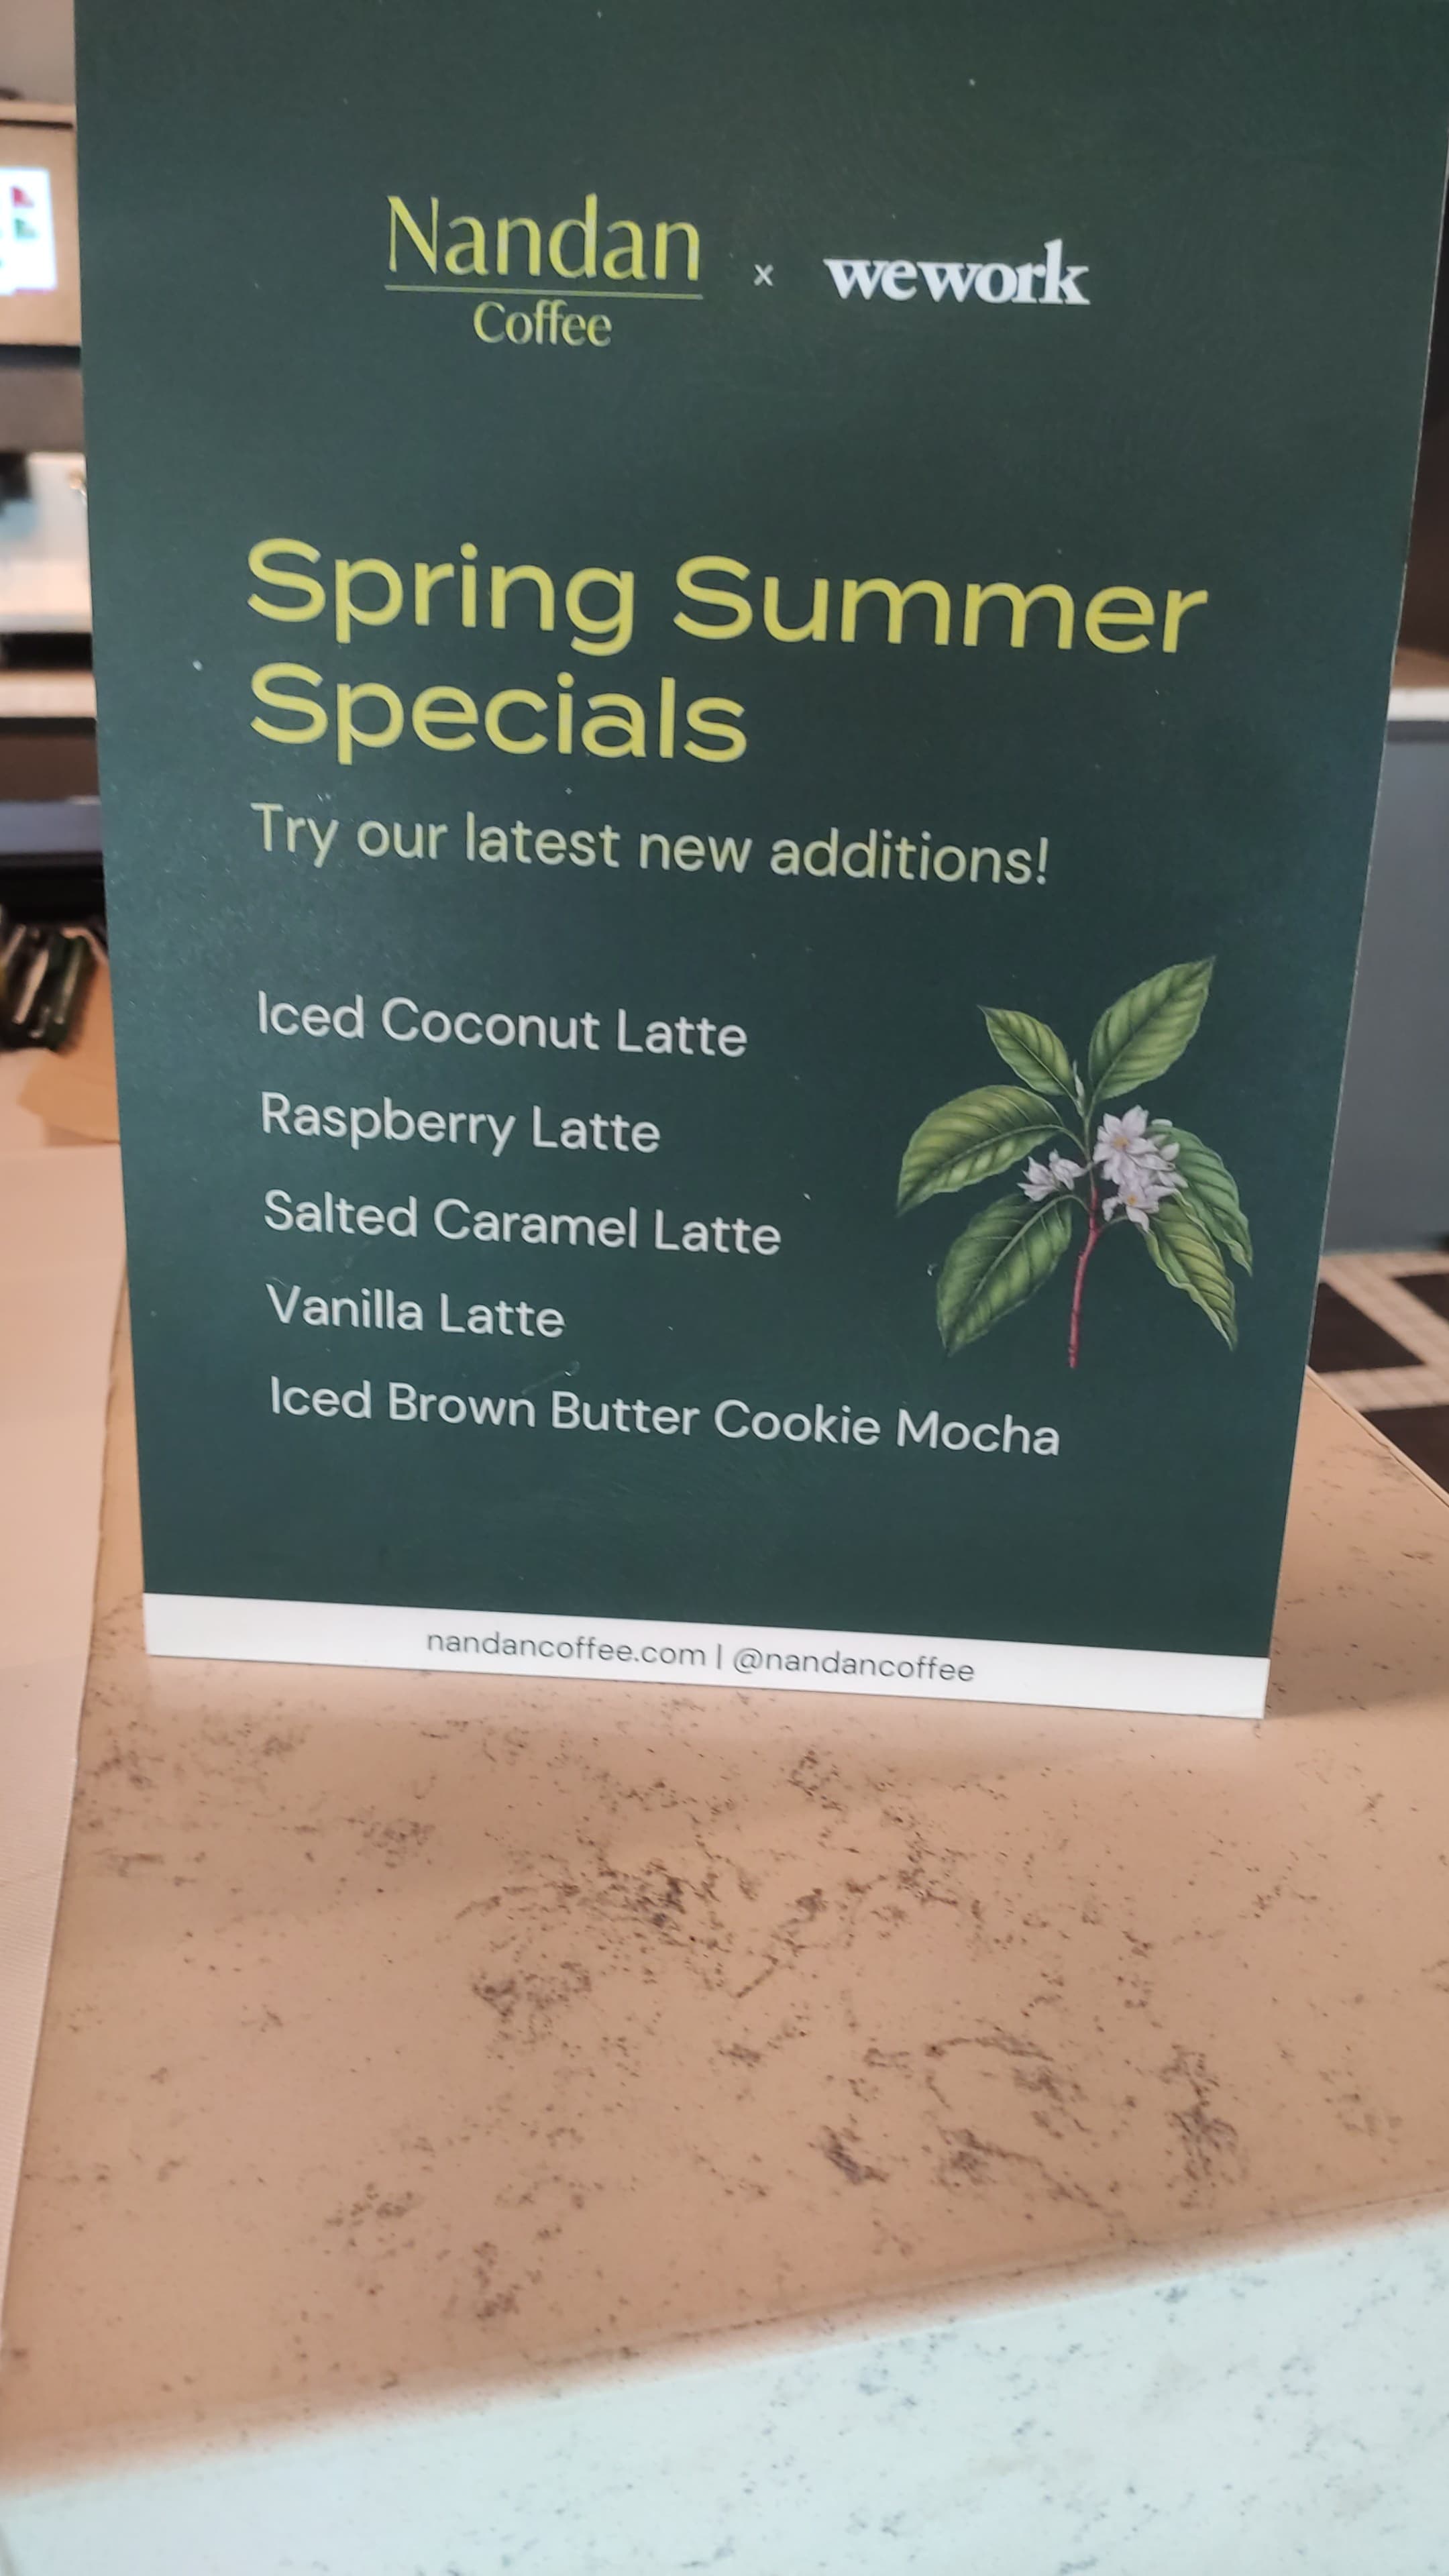 Nandan
Coffee
x
wework
Spring Summer
Specials
Try our latest new additions!
Iced Coconut Latte
Raspberry Latte
Salted Caramel Latte
Vanilla Latte
Iced Brown Butter Cookie Mocha
nandancoffee.com | @nandancoffee